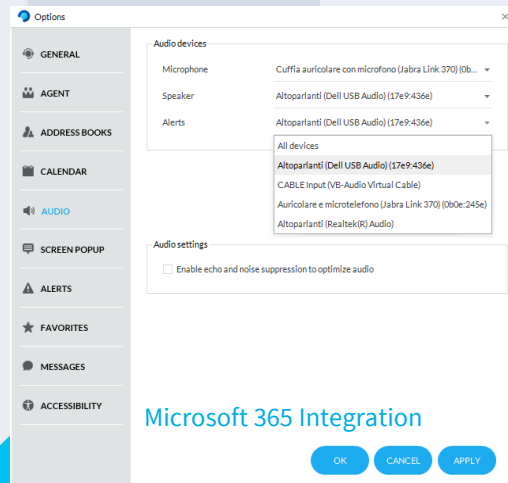 Options
×
GENERAL
AGENT
ADDRESS BOOKS
CALENDAR
AUDIO
SCREEN POPUP
ALERTS
FAVORITES
MESSAGES
ACCESSIBILITY
Audio devices
Microphone Cuffia auricolare con microfono (Jabra Link 370) (0b...
Speaker Altoparlanti (Dell USB Audio) (17e9:436e)
Alerts Altoparlanti (Dell USB Audio) (17e9:436e)
All devices
Altoparlanti (Dell USB Audio) (17e9:436e)
CABLE Input (VB-Audio Virtual Cable)
Auricolare e microtelefono (Jabra Link 370) (0b0e:245e)
Altoparlanti (Realtek(R) Audio)
Audio settings
Enable echo and noise suppression to optimize audio
Microsoft 365 Integration
OK CANCEL APPLY